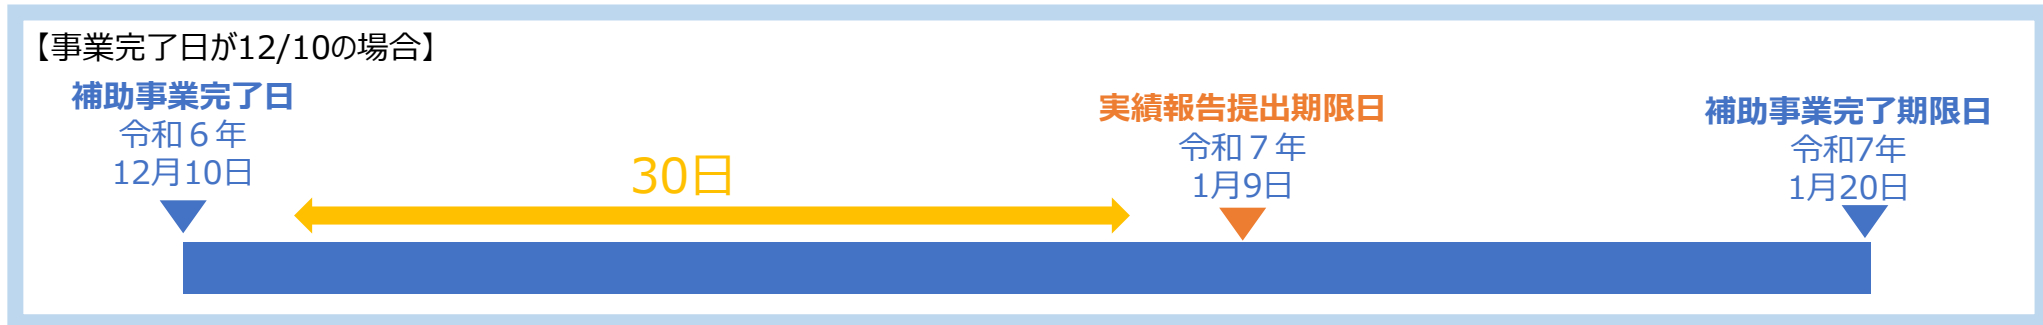 【事業完了日が12/10の場合】
補助事業完了日
令和６年
12月10日
30日
実績報告提出期限日
令和７年
1月9日
補助事業完了期限日
令和7年
1月20日